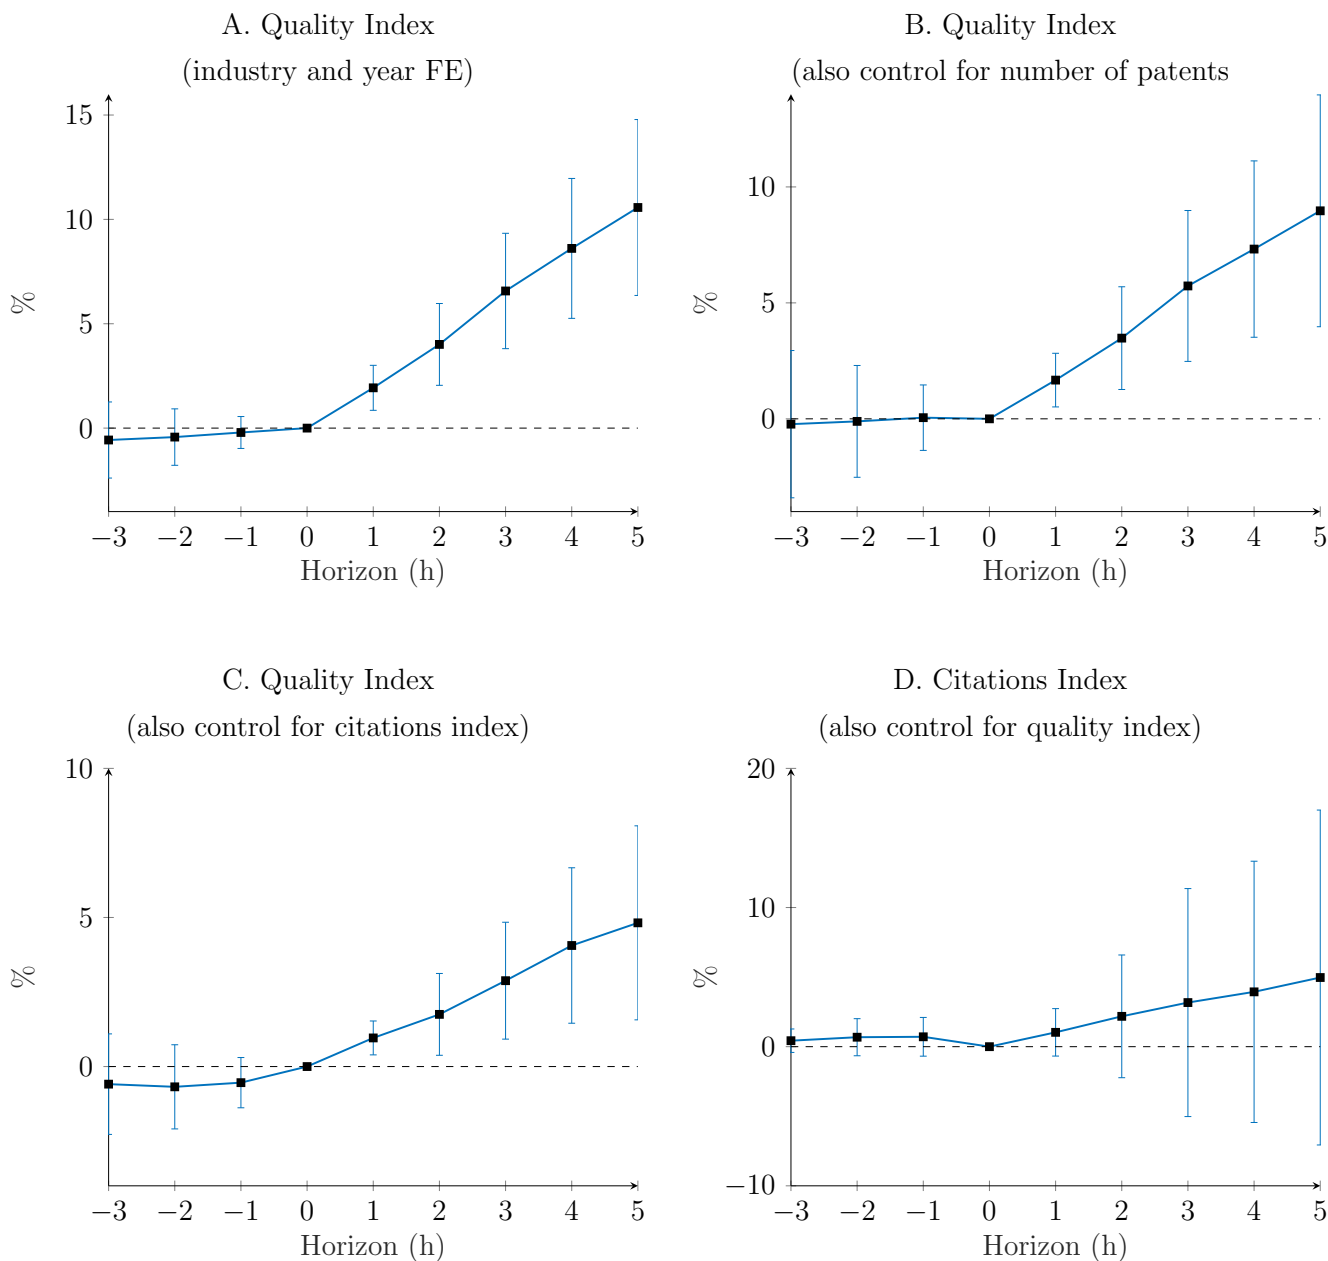 A. Quality Index
(industry and year FE)
15
10
5
0
%
−3 −2 −1 0 1 2 3 4 5
Horizon (h)
B. Quality Index
(also control for number of patents
10
5
0
%
−3 −2 −1 0 1 2 3 4 5
Horizon (h)
C. Quality Index
(also control for citations index)
10
5
0
%
−3 −2 −1 0 1 2 3 4 5
Horizon (h)
D. Citations Index
(also control for quality index)
20
10
0
−10
%
−3 −2 −1 0 1 2 3 4 5
Horizon (h)